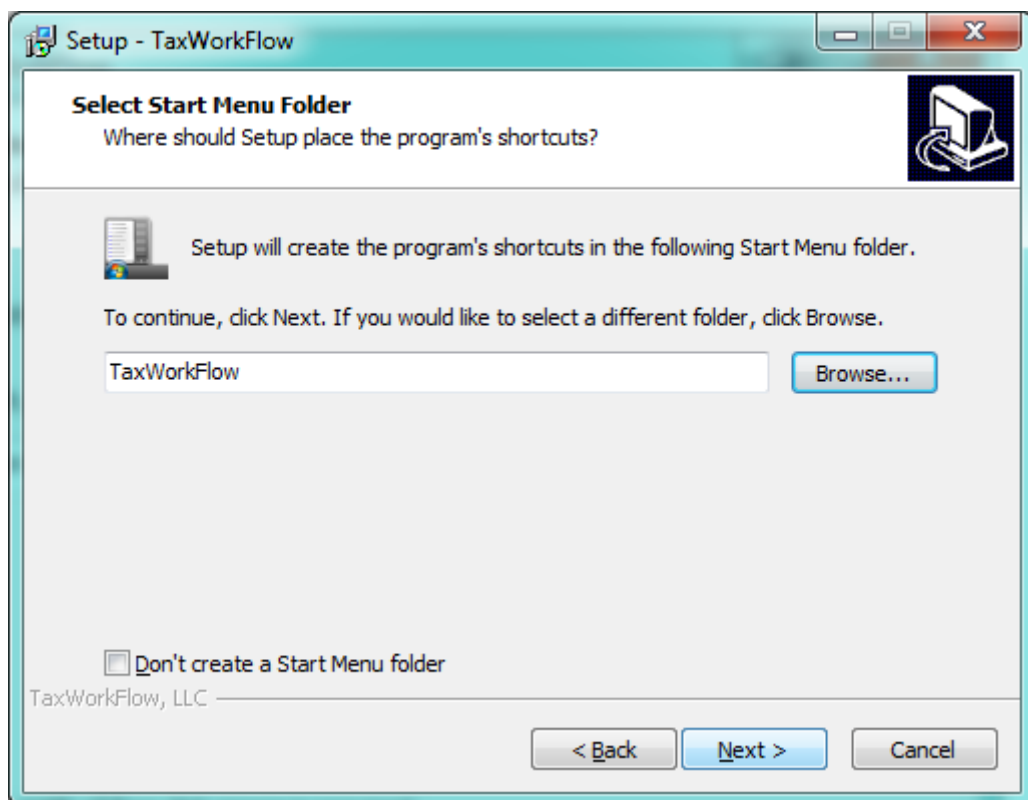 Setup - TaxWorkFlow
Select Start Menu Folder
Where should Setup place the program's shortcuts?
Setup will create the program's shortcuts in the following Start Menu folder.
To continue, click Next. If you would like to select a different folder, click Browse.
TaxWorkFlow
Browse...
Don't create a Start Menu folder
TaxWorkFlow, LLC
< Back
Next >
Cancel